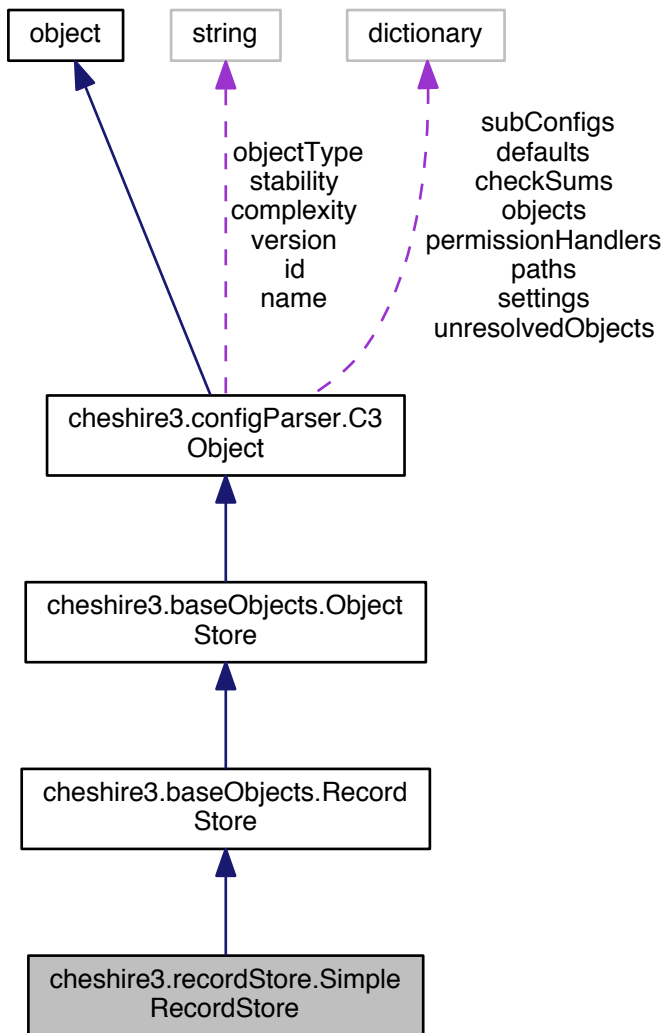 object
string
dictionary
objectType
stability
complexity
version
id
name
subConfigs
defaults
checkSums
objects
permissionHandlers
paths
settings
unresolvedObjects
cheshire3.configParser.C3
Object
cheshire3.baseObjects.Object
Store
cheshire3.baseObjects.Record
Store
cheshire3.recordStore.Simple
RecordStore